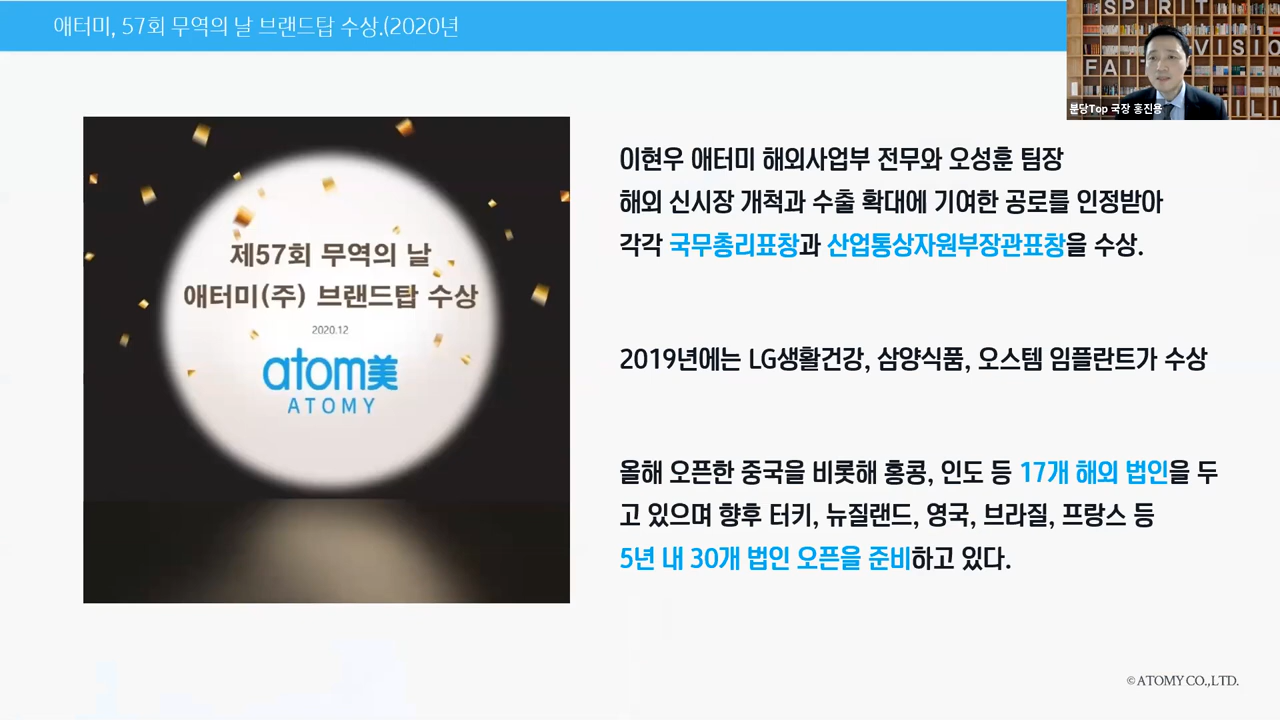 애터미, 57회 무역의 날 브랜드탑 수상.(2020년
SPIRIT
VISIO
FAIT
분당Top 국장 홍진용
제57회 무역의 날
애터미(주) 브랜드탑 수상
2020.12
atom美
ATOMY
이현우 애터미 해외사업부 전무와 오성훈 팀장
해외 신시장 개척과 수출 확대에 기여한 공로를 인정받아
각각 국무총리표창과 산업통상자원부장관표창을 수상.
2019년에는 LG생활건강, 삼양식품, 오스템 임플란트가 수상
올해 오픈한 중국을 비롯해 홍콩, 인도 등 17개 해외 법인을 두
고 있으며 향후 터키, 뉴질랜드, 영국, 브라질, 프랑스 등
5년 내 30개 법인 오픈을 준비하고 있다.
© ATOMY CO.,LTD.